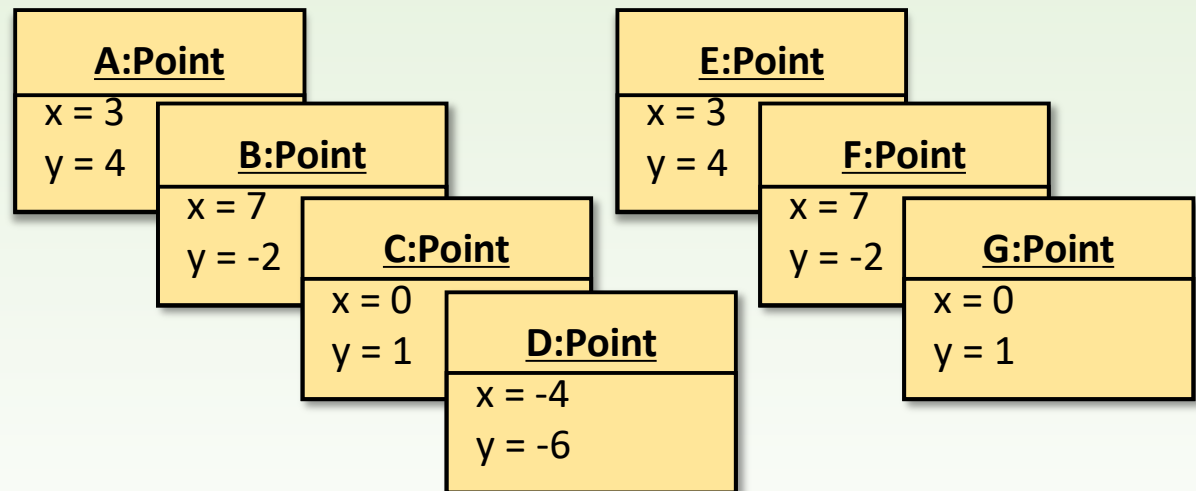 A:Point
x = 3
y = 4
B:Point
x = 7
y = -2
C:Point
x = 0
y = 1
D:Point
x = -4
y = -6
E:Point
x = 3
y = 4
F:Point
x = 7
y = -2
G:Point
x = 0
y = 1